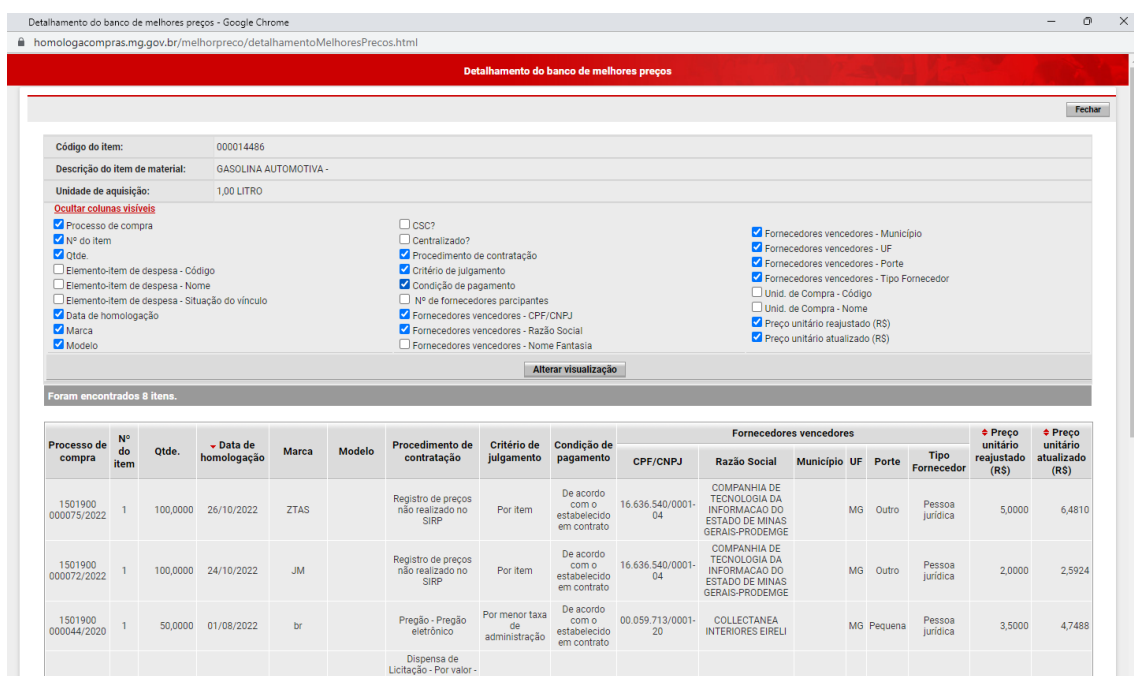 Detalhamento do banco de melhores preços - Google Chrome
homologacompras.mg.gov.br/melhorpreco/detalhamentoMelhoresPrecos.html
Detalhamento do banco de melhores preços
Fechar
Código do item: 000014486
Descrição do item de material: GASOLINA AUTOMOTIVA -
Unidade de aquisição: 1,00 LITRO
Ocultar colunas visíveis
Processo de compra
Nº do item
Qtde.
Elemento-item de despesa - Código
Elemento-item de despesa - Nome
Elemento-item de despesa - Situação do vínculo
Data de homologação
Marca
Modelo
CSC?
Centralizado?
Procedimento de contratação
Critério de julgamento
Condição de pagamento
Nº de fornecedores parcipantes
Fornecedores vencedores - CPF/CNPJ
Fornecedores vencedores - Razão Social
Fornecedores vencedores - Nome Fantasia
Fornecedores vencedores - Município
Fornecedores vencedores - UF
Fornecedores vencedores - Porte
Fornecedores vencedores - Tipo Fornecedor
Unid. de Compra - Código
Unid. de Compra - Nome
Preço unitário reajustado (R$)
Preço unitário atualizado (R$)
Alterar visualização
Foram encontrados 8 itens.
Processo de compra
Nº do item
Qtde.
Data de homologação
Marca
Modelo
Procedimento de contratação
Critério de julgamento
Condição de pagamento
Fornecedores vencedores
CPF/CNPJ
Razão Social
Município
UF
Porte
Tipo Fornecedor
Preço unitário reajustado (R$)
Preço unitário atualizado (R$)
1501900 000075/2022
1
100,0000
26/10/2022
ZTAS
Registro de preços não realizado no SIRP
Por item
De acordo com o estabelecido em contrato
16.636.540/0001-04
COMPANHIA DE TECNOLOGIA DA INFORMACAO DO ESTADO DE MINAS GERAIS-PRODEMGE
MG
Outro
Pessoa jurídica
5,0000
6,4810
1501900 000072/2022
1
100,0000
24/10/2022
JM
Registro de preços não realizado no SIRP
Por item
De acordo com o estabelecido em contrato
16.636.540/0001-04
COMPANHIA DE TECNOLOGIA DA INFORMACAO DO ESTADO DE MINAS GERAIS-PRODEMGE
MG
Outro
Pessoa jurídica
2,0000
2,5924
1501900 000044/2020
1
50,0000
01/08/2022
br
Pregão - Pregão eletrônico
Por menor taxa de administração
De acordo com o estabelecido em contrato
00.059.713/0001-20
COLLECTANEA INTERIORES EIRELI
MG
Pequena
Pessoa jurídica
3,5000
4,7488
Dispensa de Licitação - Por valor -